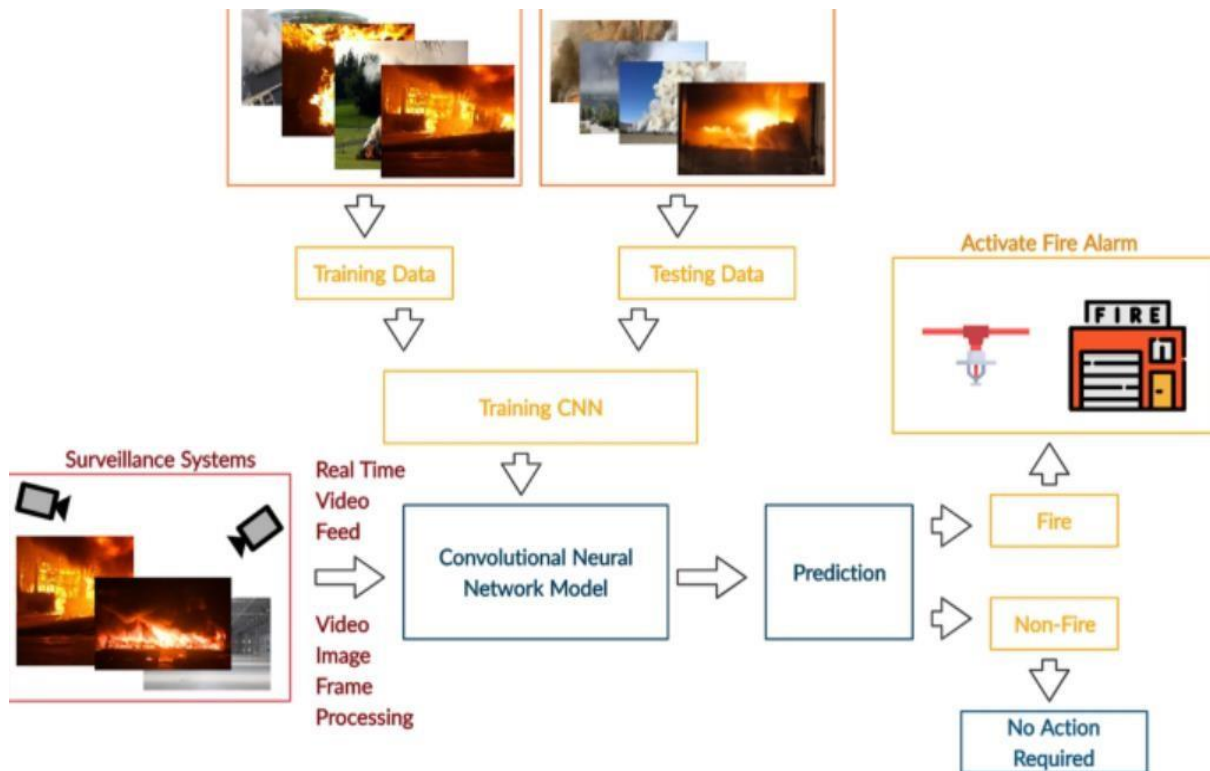 Training Data
Testing Data
Activate Fire Alarm
FIRE
Training CNN
Surveillance Systems
Real Time
Video
Feed
Convolutional Neural
Network Model
Prediction
Fire
Non-Fire
Video
Image
Frame
Processing
No Action
Required